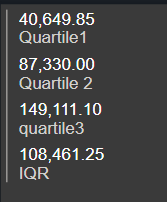 40,649.85
Quartile1
87,330.00
Quartile 2
149,111.10
quartile3
108,461.25
IQR